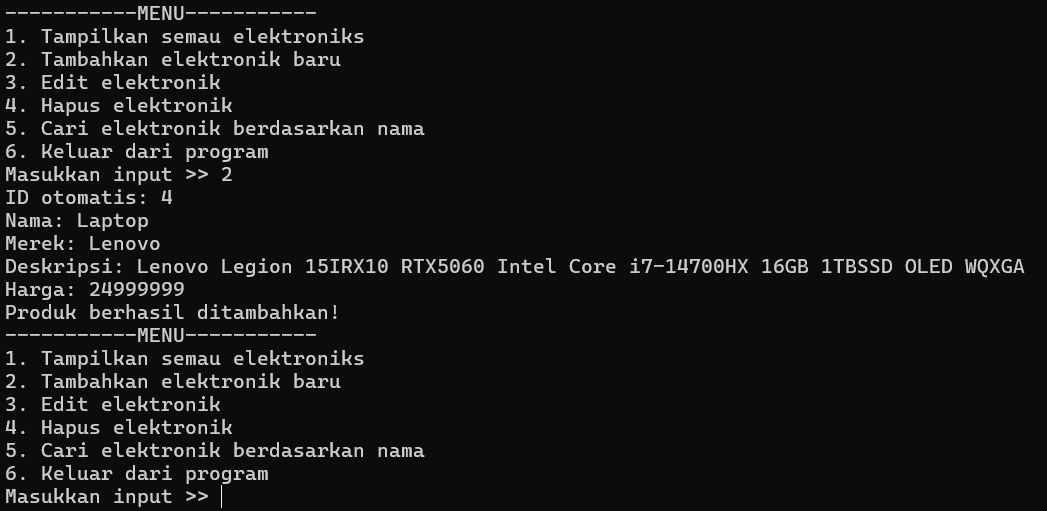 -----------MENU-----------
1. Tampilkan semau elektroniks
2. Tambahkan elektronik baru
3. Edit elektronik
4. Hapus elektronik
5. Cari elektronik berdasarkan nama
6. Keluar dari program
Masukkan input >> 2
ID otomatis: 4
Nama: Laptop
Merek: Lenovo
Deskripsi: Lenovo Legion 15IRX10 RTX5060 Intel Core i7-14700HX 16GB 1TBSSD OLED WQXGA
Harga: 24999999
Produk berhasil ditambahkan!
-----------MENU-----------
1. Tampilkan semau elektroniks
2. Tambahkan elektronik baru
3. Edit elektronik
4. Hapus elektronik
5. Cari elektronik berdasarkan nama
6. Keluar dari program
Masukkan input >>